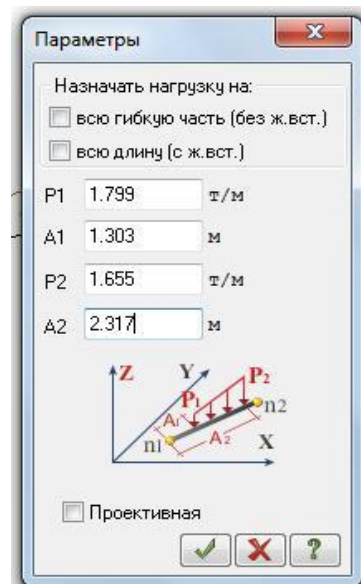 Параметры
Назначать нагрузку на:
всю гибкую часть (без ж.вст.)
всю длину (с ж.вст.)
P1 1.799 т/м
A1 1.303 м
P2 1.655 т/м
A2 2.317 м
Z Y P2
P1
A1 n2
n1 A2 X
Проективная
?